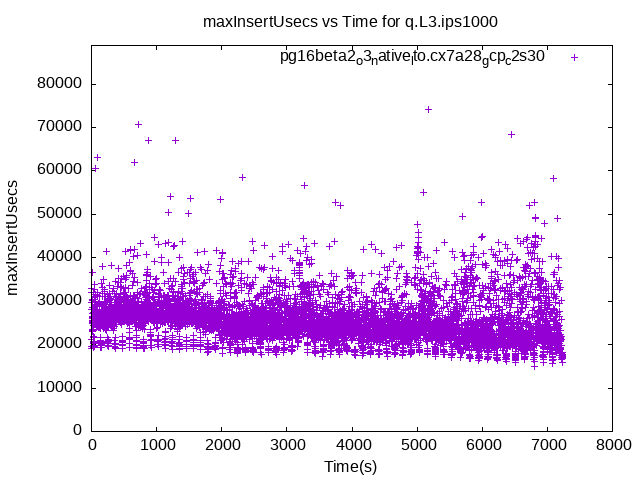 maxInsertUsecs vs Time for q.L3.ips1000
pg16beta2_o3_native_lto.cx7a28_gcp_c2s30
maxInsertUsecs
80000
70000
60000
50000
40000
30000
20000
10000
0
0 1000 2000 3000 4000 5000 6000 7000 8000
Time(s)